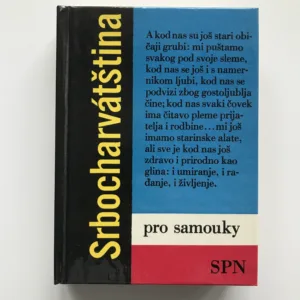 Srbocharvátština
A kod nas su još stari obi-
čaji grubi: mi puštamo
svakog pod svoje sleme,
kod nas se još i s namer-
nikom ljubi, kod nas se
podvizi zbog gostoljublja
čine; kod nas svaki čovek
ima čitavo pleme prija-
telja i rodbine...mi još
imamo starinske alate,
ali sve je kod nas još
zdravo i prirodno kao
glina: i umiranje, i ra-
đanje, i življenje.
pro samouky
SPN